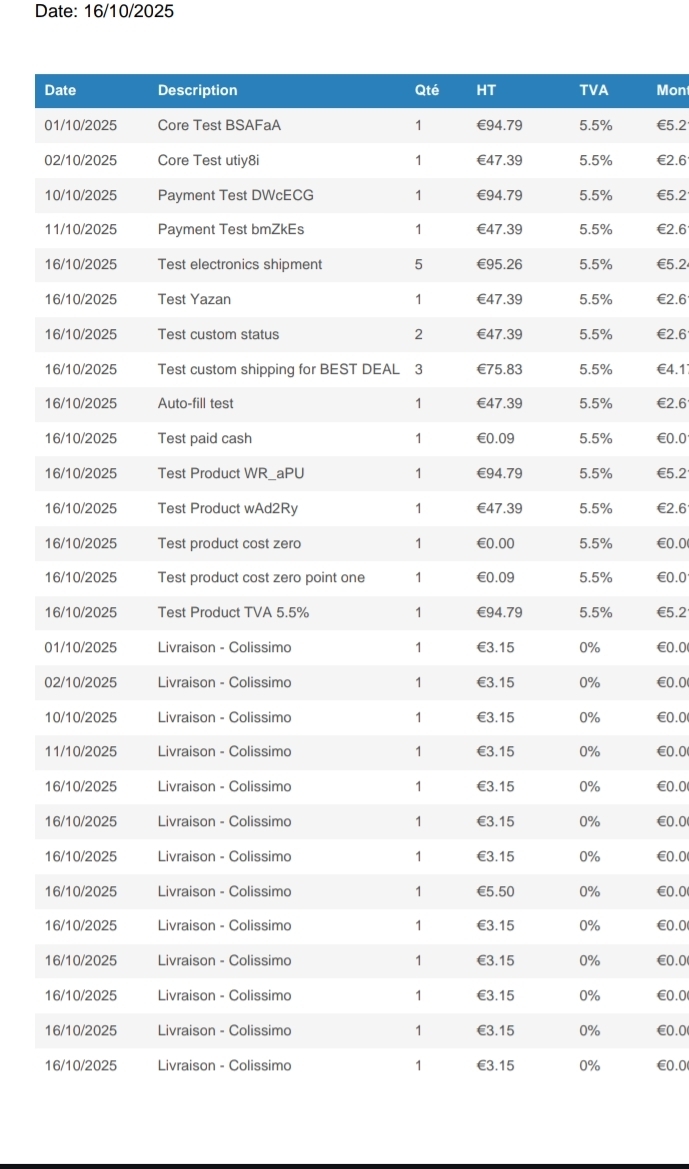 Date: 16/10/2025
Date Description Qté HT TVA Mont
01/10/2025 Core Test BSAFaA 1 €94.79 5.5% €5.2
02/10/2025 Core Test utiy8i 1 €47.39 5.5% €2.6
10/10/2025 Payment Test DWcECG 1 €94.79 5.5% €5.2
11/10/2025 Payment Test bmZkEs 1 €47.39 5.5% €2.6
16/10/2025 Test electronics shipment 5 €95.26 5.5% €5.2
16/10/2025 Test Yazan 1 €47.39 5.5% €2.6
16/10/2025 Test custom status 2 €47.39 5.5% €2.6
16/10/2025 Test custom shipping for BEST DEAL 3 €75.83 5.5% €4.1
16/10/2025 Auto-fill test 1 €47.39 5.5% €2.6
16/10/2025 Test paid cash 1 €0.09 5.5% €0.0
16/10/2025 Test Product WR_aPU 1 €94.79 5.5% €5.2
16/10/2025 Test Product wAd2Ry 1 €47.39 5.5% €2.6
16/10/2025 Test product cost zero 1 €0.00 5.5% €0.0
16/10/2025 Test product cost zero point one 1 €0.09 5.5% €0.0
16/10/2025 Test Product TVA 5.5% 1 €94.79 5.5% €5.2
01/10/2025 Livraison - Colissimo 1 €3.15 0% €0.0
02/10/2025 Livraison - Colissimo 1 €3.15 0% €0.0
10/10/2025 Livraison - Colissimo 1 €3.15 0% €0.0
11/10/2025 Livraison - Colissimo 1 €3.15 0% €0.0
16/10/2025 Livraison - Colissimo 1 €3.15 0% €0.0
16/10/2025 Livraison - Colissimo 1 €3.15 0% €0.0
16/10/2025 Livraison - Colissimo 1 €3.15 0% €0.0
16/10/2025 Livraison - Colissimo 1 €5.50 0% €0.0
16/10/2025 Livraison - Colissimo 1 €3.15 0% €0.0
16/10/2025 Livraison - Colissimo 1 €3.15 0% €0.0
16/10/2025 Livraison - Colissimo 1 €3.15 0% €0.0
16/10/2025 Livraison - Colissimo 1 €3.15 0% €0.0
16/10/2025 Livraison - Colissimo 1 €3.15 0% €0.0